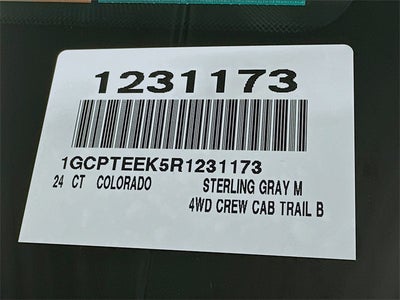 1231173
1GCPTEEK5R1231173
24 CT COLORADO STERLING GRAY M
4WD CREW CAB TRAIL B